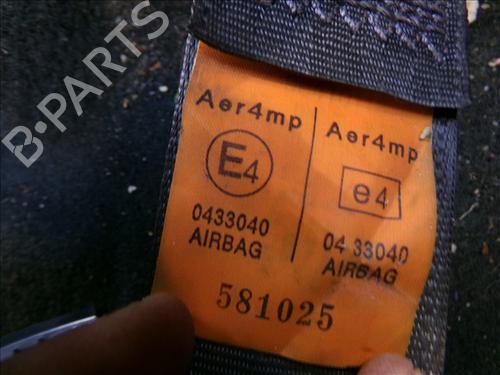 B-PARTS
Aer4mp
E4
0433040
AIRBAG
Aer4mp
e4
04 33040
AIRBAG
581025